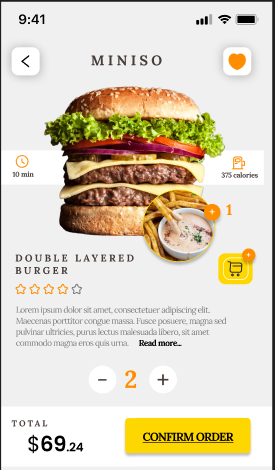 9:41
MINISO
10 min
375 calories
1
DOUBLE LAYERED
BURGER
Lorem ipsum dolor sit amet, consectetuer adipiscing elit.
Maecenas porttitor congue massa. Fusce posuere, magna sed
pulvinar ultricies, purus lectus malesuada libero, sit amet
commodo magna eros quis urna. Read more...
2
TOTAL
$69.24
CONFIRM ORDER